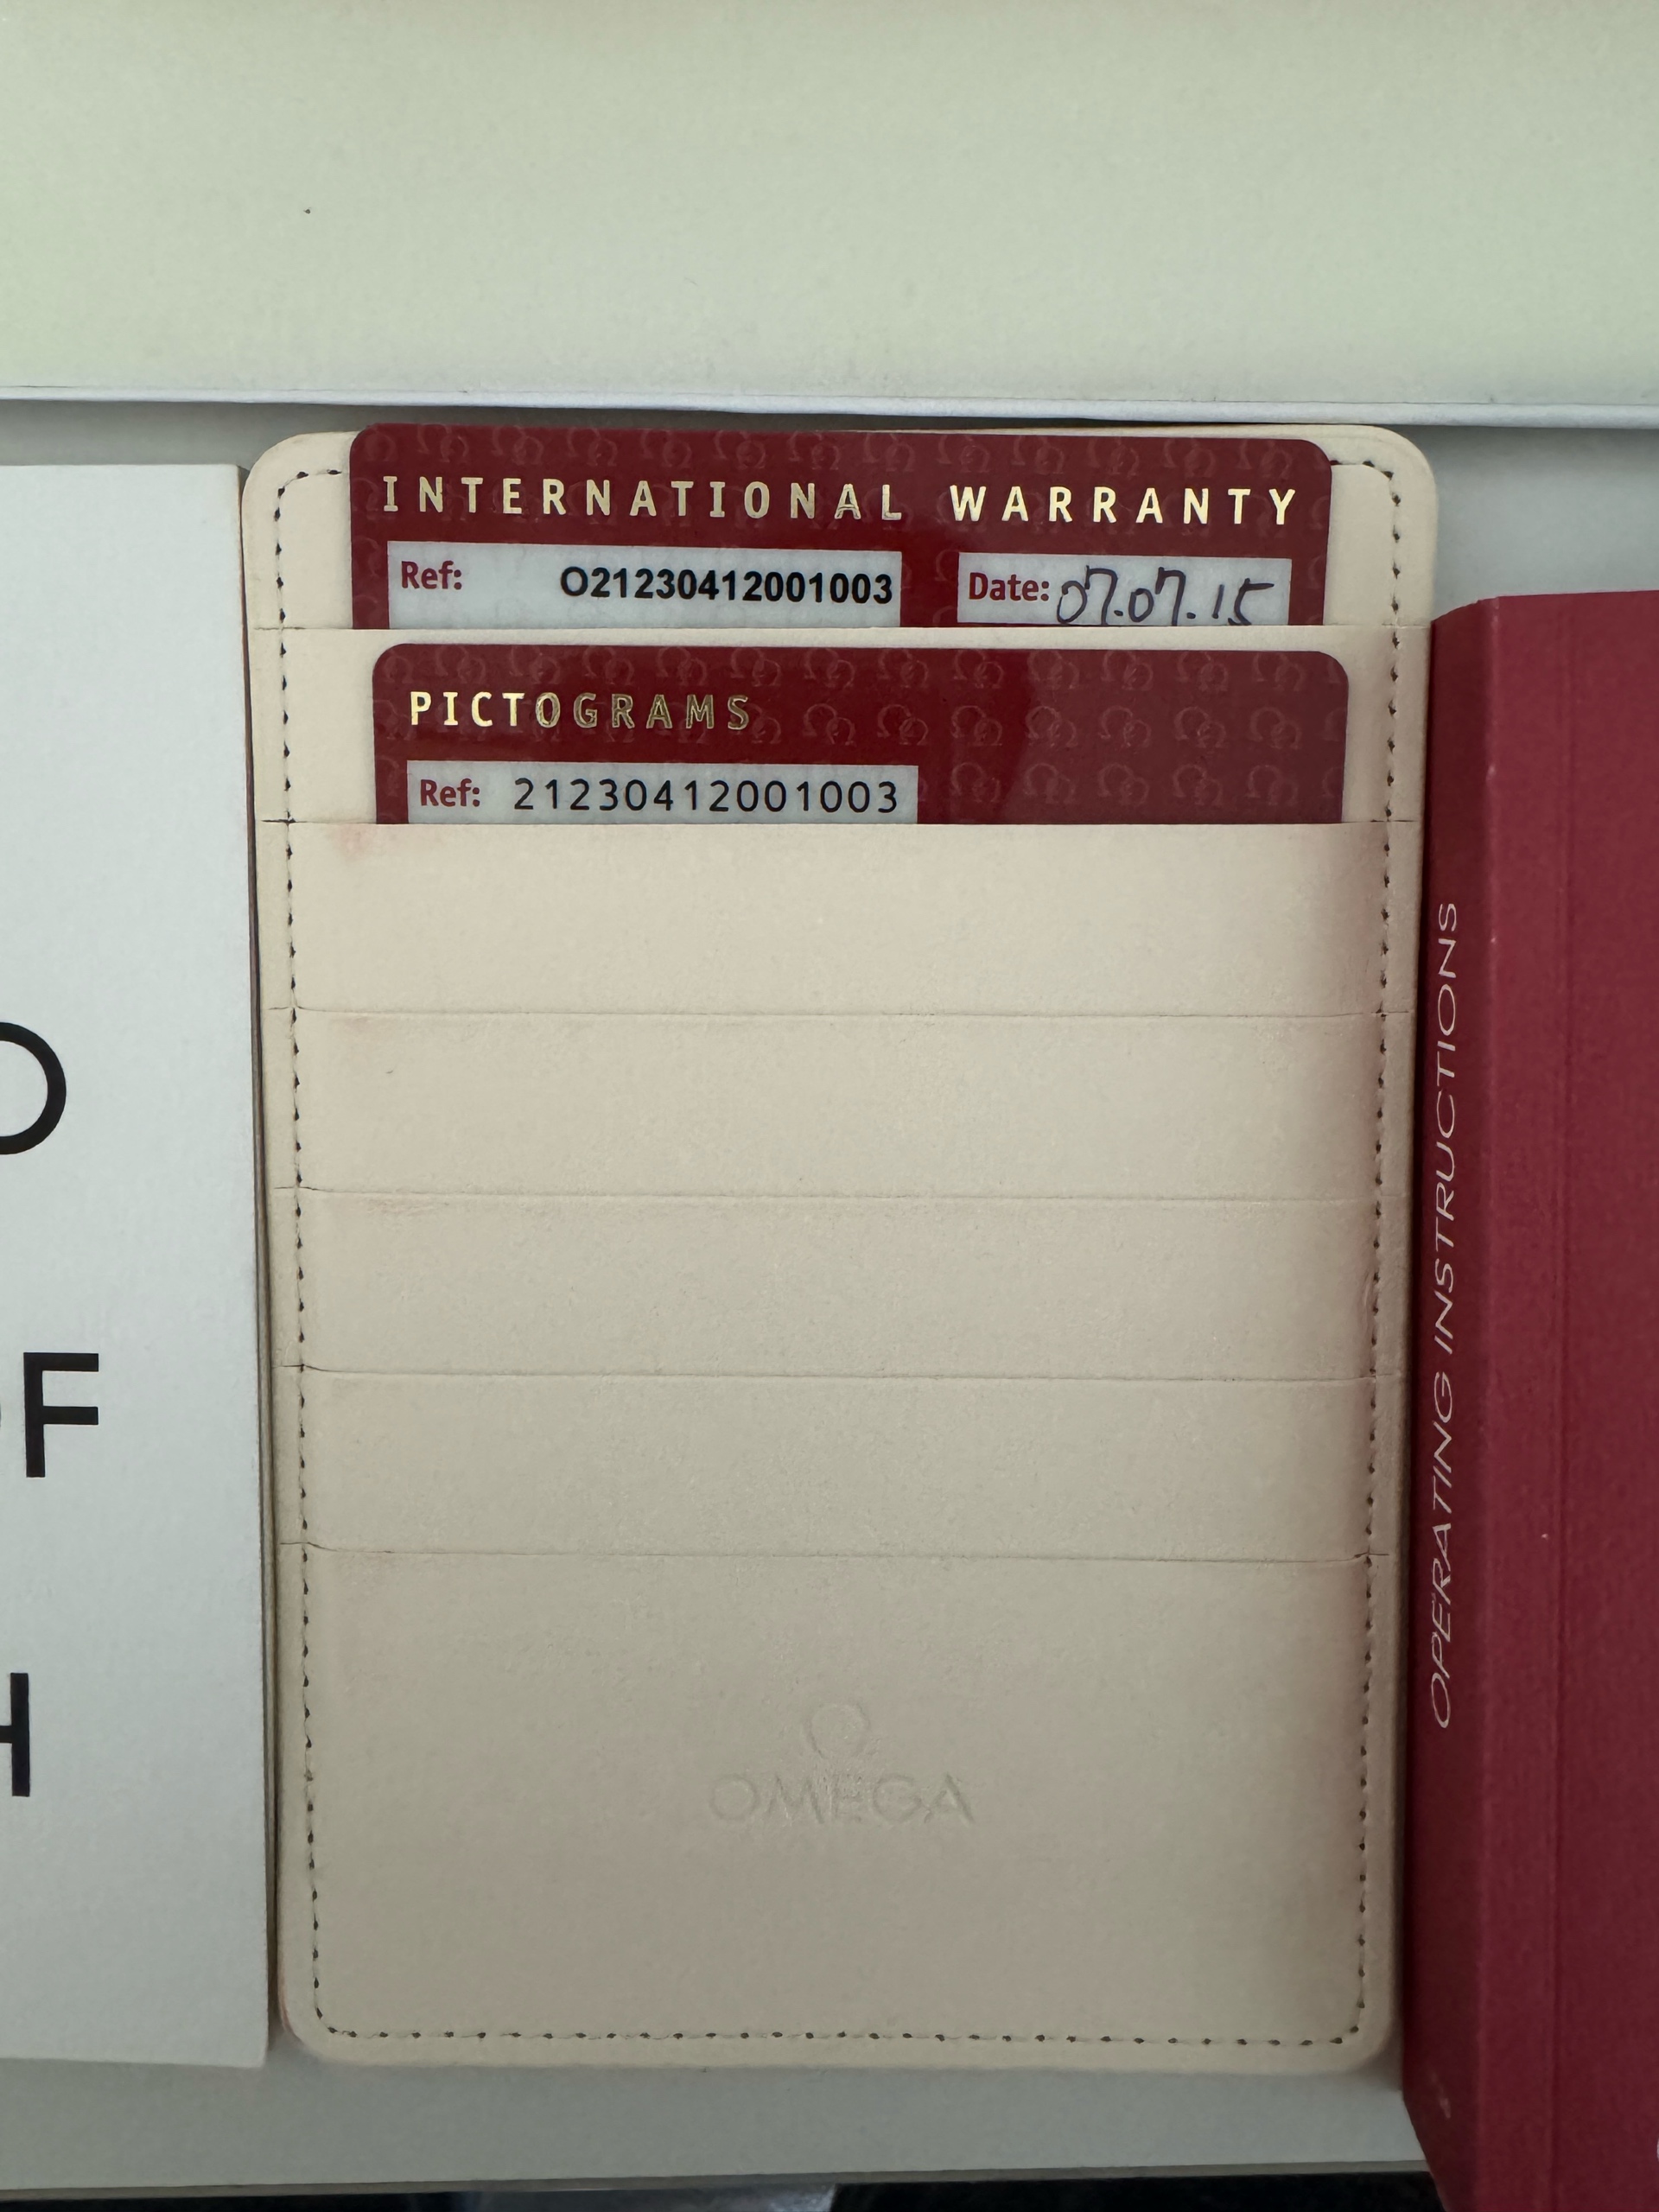 INTERNATIONAL WARRANTY
Ref: O21230412001003 Date: 07.07.15
PICTOGRAMS
Ref: 21230412001003
OMEGA
OPERATING INSTRUCTIONS
O
F
H